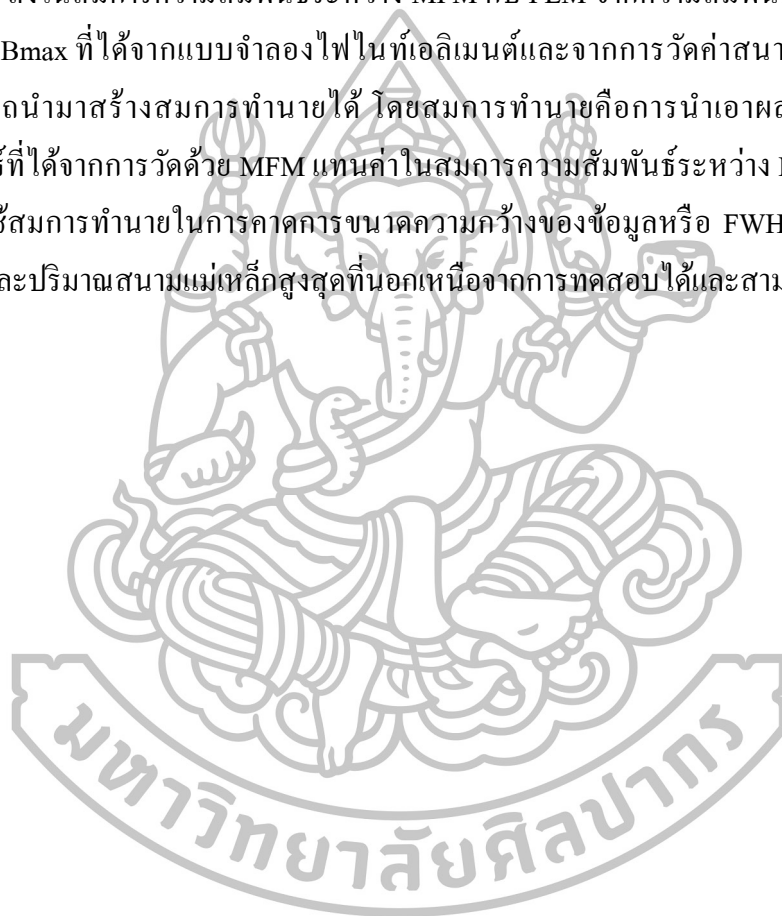 ลงในสมการความสัมพันธ์ระหว่าง MFM กับ FEM จากความสัมพัน
Bmax ที่ได้จากแบบจำลองไฟไนท์เอลิเมนต์และจากการวัดค่าสนา
ถนำมาสร้างสมการทำนายได้ โดยสมการทำนายคือการนำเอาผล
ร์ที่ได้จากการวัดด้วย MFM แทนค่าในสมการความสัมพันธ์ระหว่าง
ช้สมการทำนายในการคาดการขนาดความกว้างของข้อมูลหรือ FWH
ละปริมาณสนามแม่เหล็กสูงสุดที่นอกเหนือจากการทดสอบได้และสาม
มหาวิทยาลัยศิลปากร